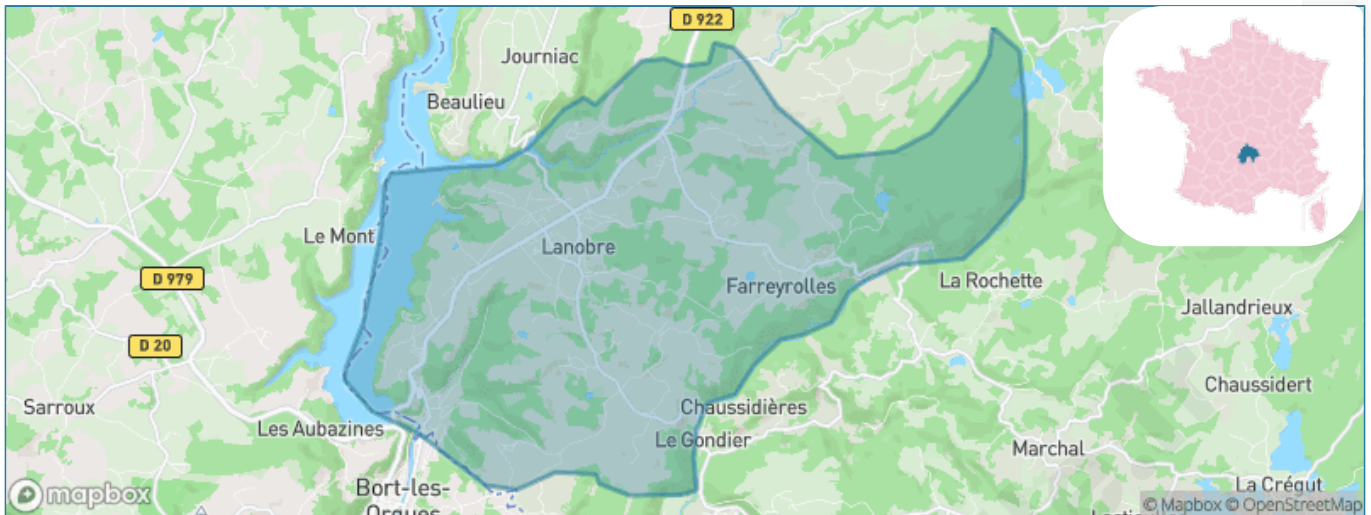 D 922
Journiac
Beaulieu
Le Mont
Lanobre
D 979
Farreyrolles
La Rochette
Jallandrieux
D 20
Chaussidert
Sarroux
Chaussidières
Les Aubazines
Le Gondier
Marchal
Bort-les-
Orgues
La Crégut
mapbox
© Mapbox © OpenStreetMap